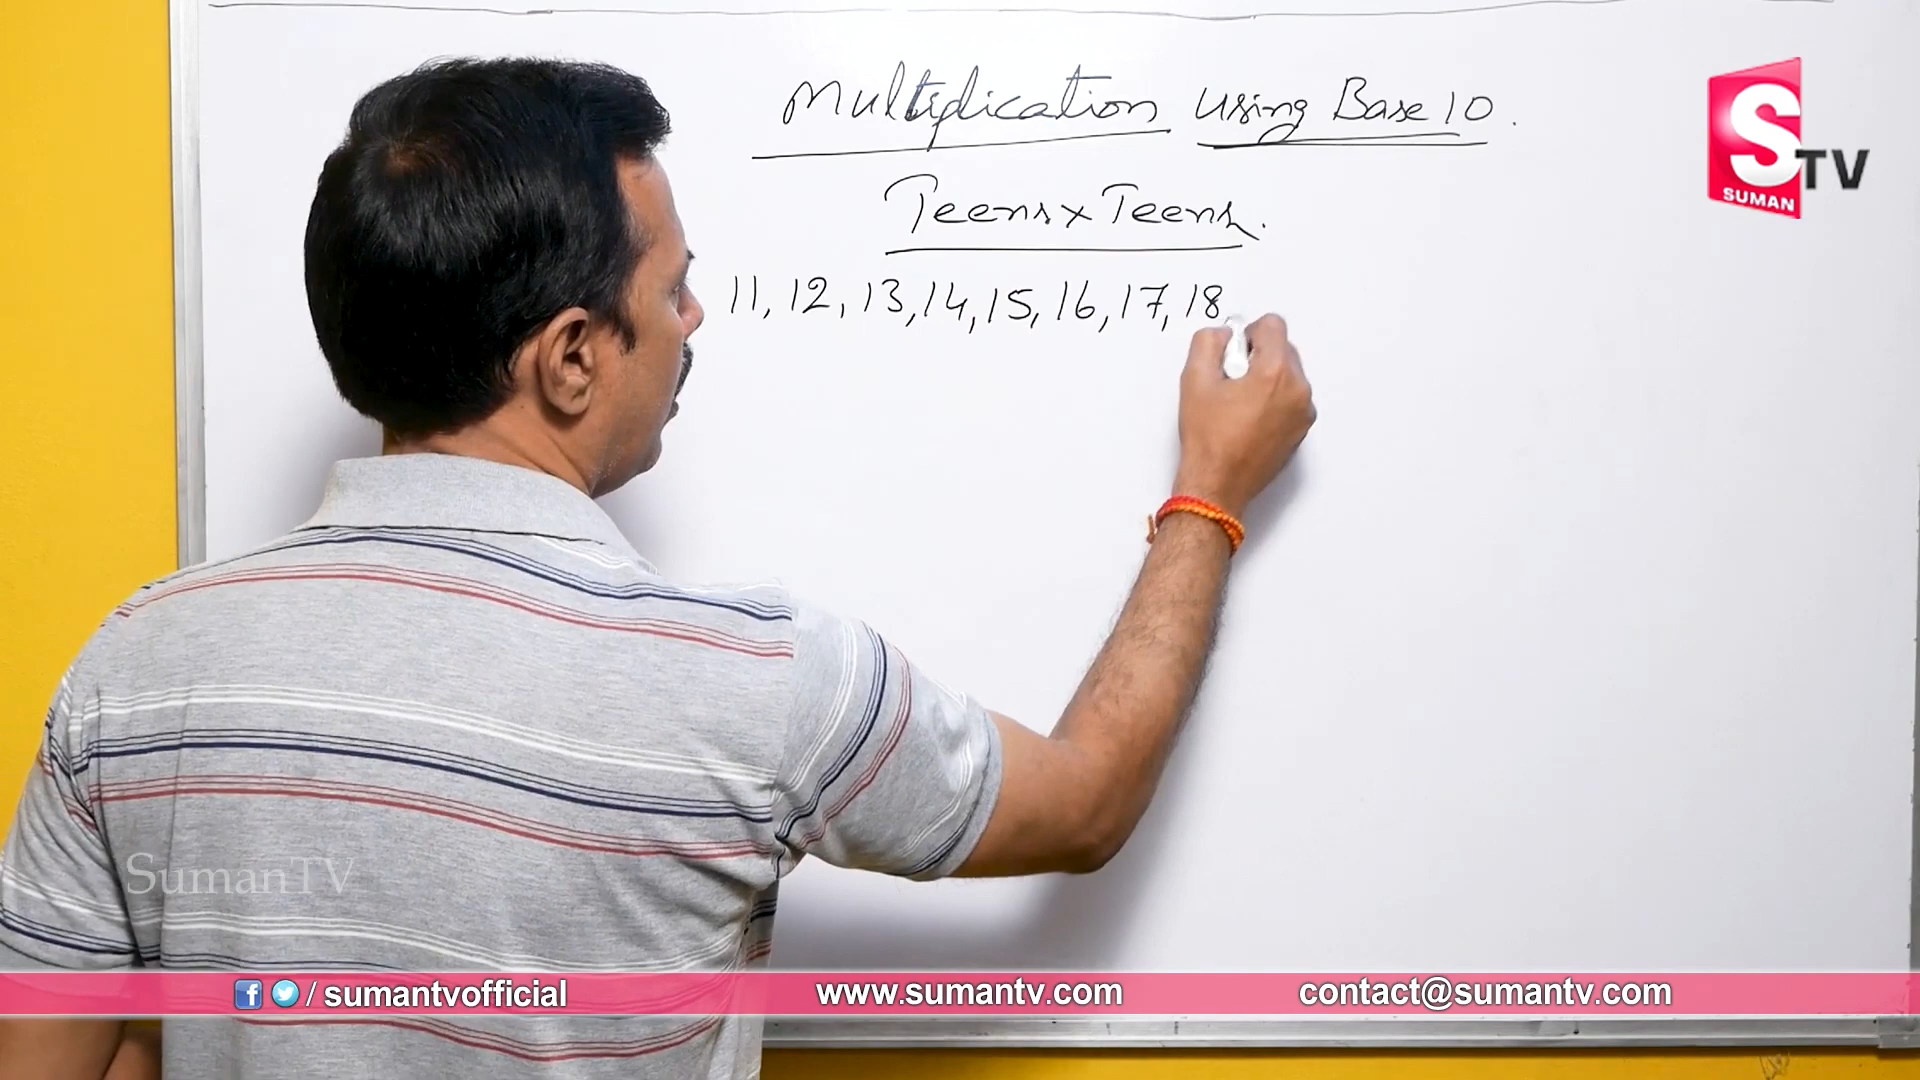 Multiplication Using Base 10.
Teens x Teens.
11, 12, 13, 14, 15, 16, 17, 18,
S TV
SUMAN
SumanTV
/ sumantvofficial
www.sumantv.com
contact@sumantv.com